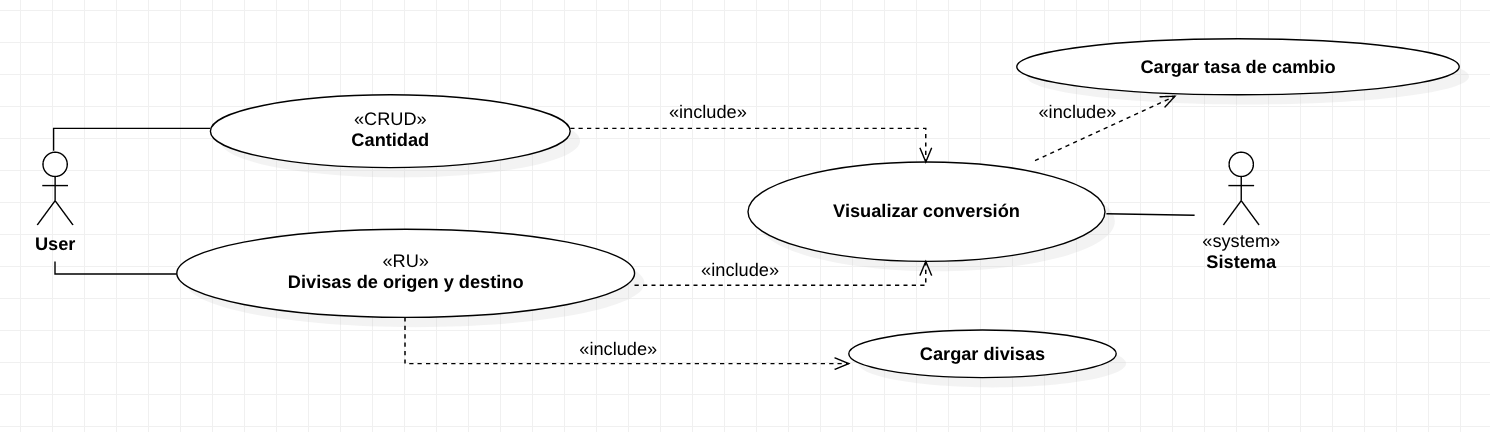 Cargar tasa de cambio
«include»
«include»
«CRUD»
Cantidad
Visualizar conversión
User
«system»
Sistema
«RU»
Divisas de origen y destino
«include»
«include»
Cargar divisas